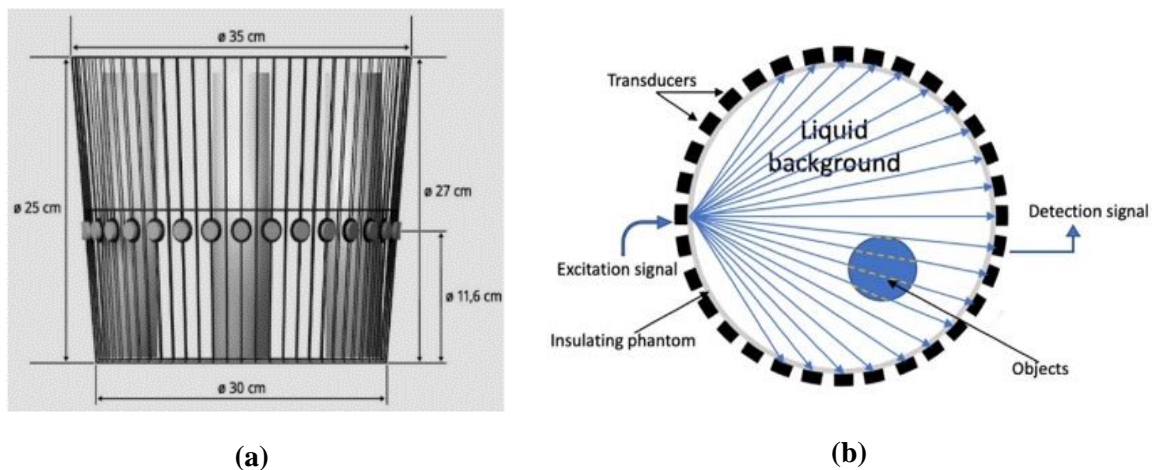 ø 35 cm
ø 25 cm
ø 27 cm
ø 11,6 cm
ø 30 cm
(a)
Transducers
Liquid
background
Detection signal
Excitation signal
Insulating phantom
Objects
(b)